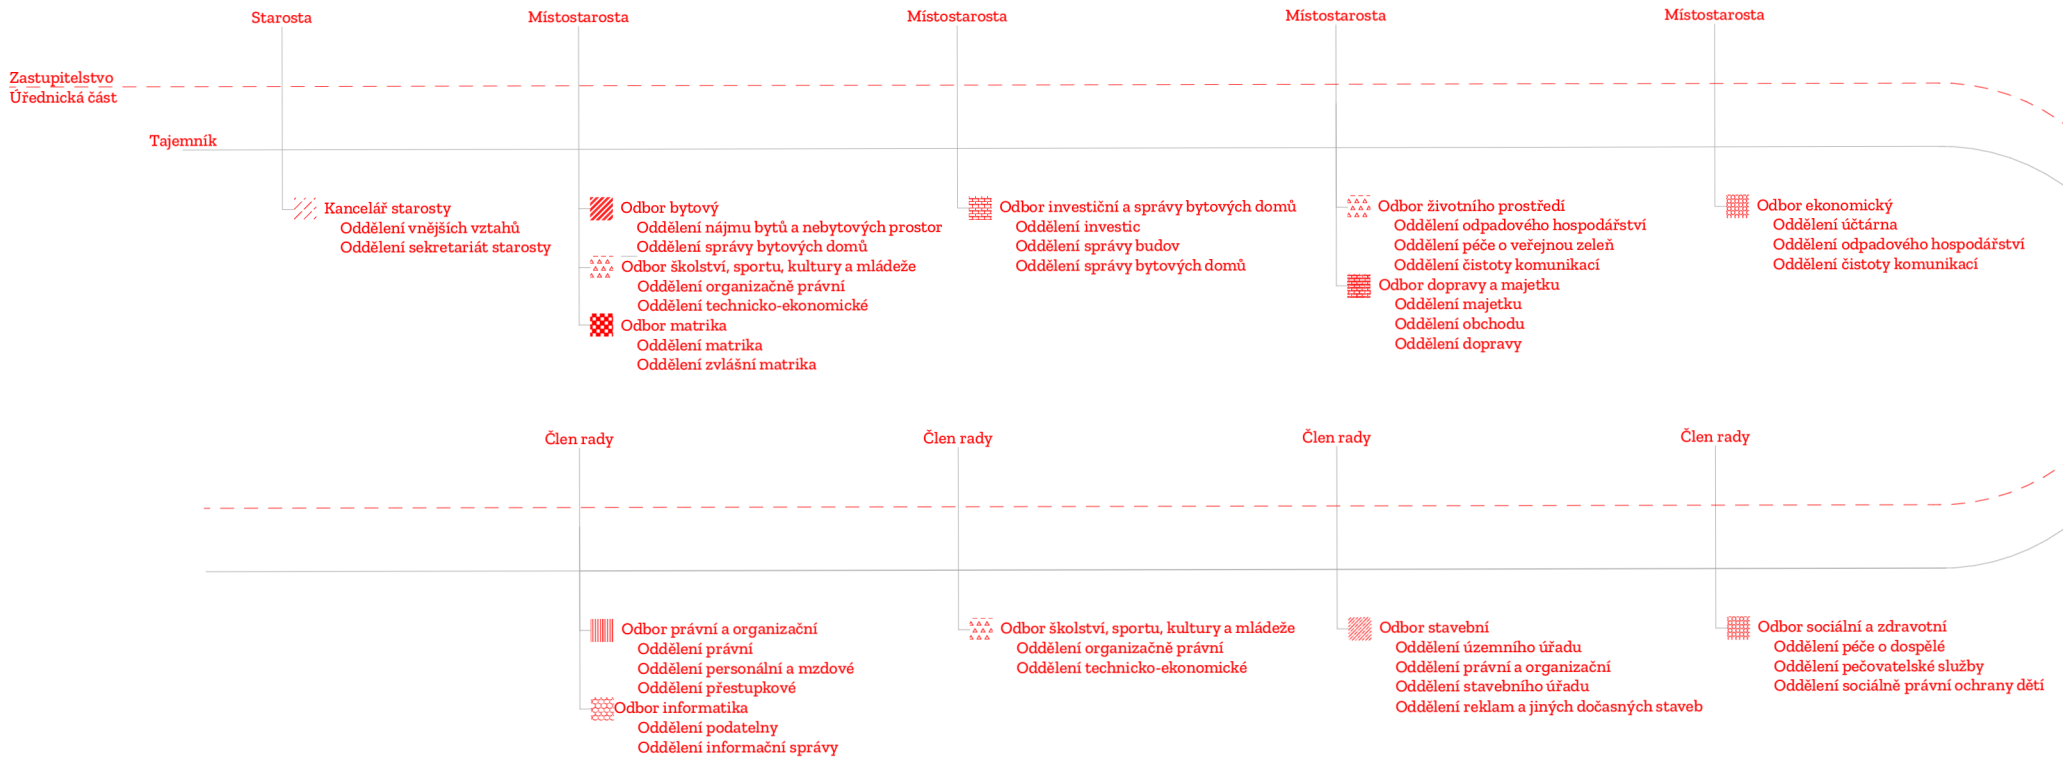 Starosta
Místostarosta
Místostarosta
Místostarosta
Místostarosta
Zastupitelstvo
Úřednická část
Tajemník
Kancelář starosty
Oddělení vnějších vztahů
Oddělení sekretariát starosty
Odbor bytový
Oddělení nájmu bytů a nebytových prostor
Oddělení správy bytových domů
Odbor školství, sportu, kultury a mládeže
Oddělení organizačně právní
Oddělení technicko-ekonomické
Odbor matrika
Oddělení matrika
Oddělení zvlášní matrika
Odbor investiční a správy bytových domů
Oddělení investic
Oddělení správy budov
Oddělení správy bytových domů
Odbor životního prostředí
Oddělení odpadového hospodářství
Oddělení péče o veřejnou zeleň
Oddělení čistoty komunikací
Odbor dopravy a majetku
Oddělení majetku
Oddělení obchodu
Oddělení dopravy
Odbor ekonomický
Oddělení účtárna
Oddělení odpadového hospodářství
Oddělení čistoty komunikací
Člen rady
Člen rady
Člen rady
Člen rady
Odbor právní a organizační
Oddělení právní
Oddělení personální a mzdové
Oddělení přestupkové
Odbor informatika
Oddělení podatelny
Oddělení informační správy
Odbor školství, sportu, kultury a mládeže
Oddělení organizačně právní
Oddělení technicko-ekonomické
Odbor stavební
Oddělení územního úřadu
Oddělení právní a organizační
Oddělení stavebního úřadu
Oddělení reklam a jiných dočasných staveb
Odbor sociální a zdravotní
Oddělení péče o dospělé
Oddělení pečovatelské služby
Oddělení sociálně právní ochrany dětí